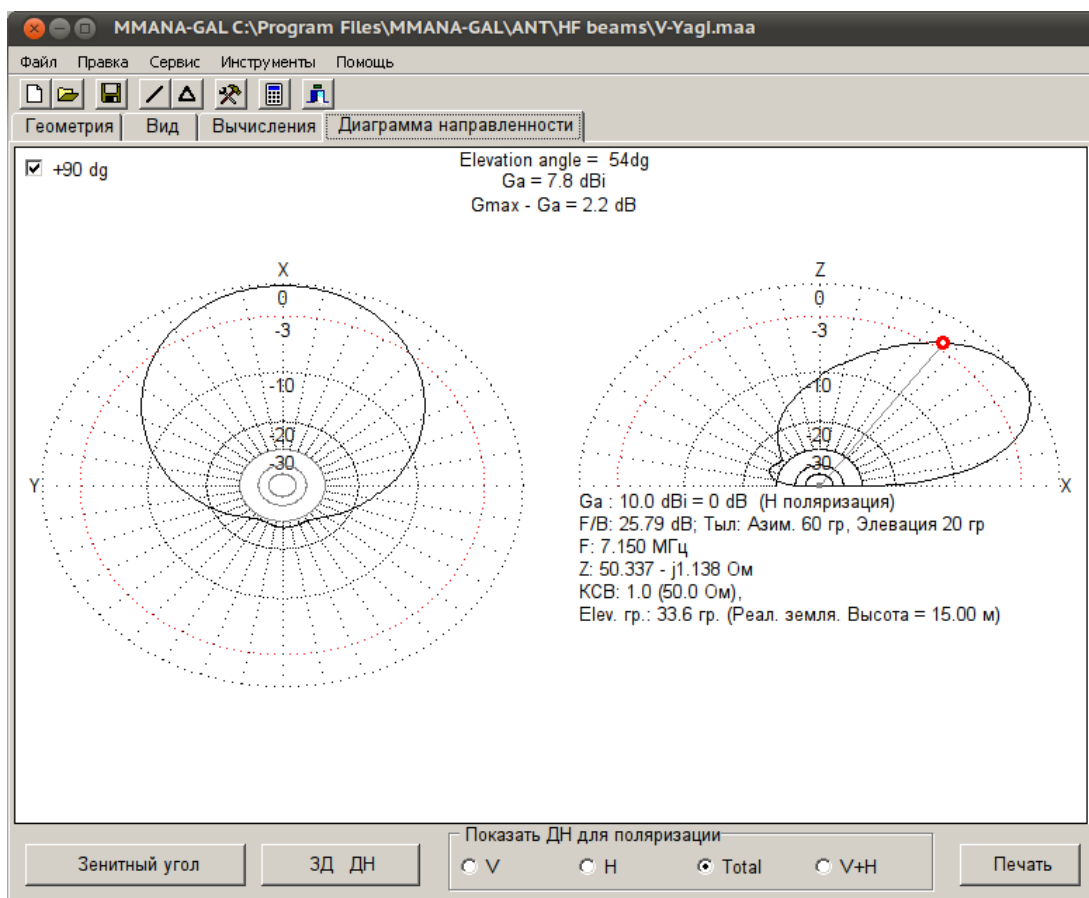 MMANA-GAL C:\Program FIles\MMANA-GAL\ANT\HF beams\V-YagI.maa
Файл Правка Сервис Инструменты Помощь
Геометрия Вид Вычисления Диаграмма направленности
+90 dg
Elevation angle = 54dg
Ga = 7.8 dBi
Gmax - Ga = 2.2 dB
X
0
-3
-10
-20
-30
Y
Z
0
-3
-10
-20
-30
X
Ga : 10.0 dBi = 0 dB (H поляризация)
F/B: 25.79 dB; Тыл: Азим. 60 гр, Элевация 20 гр
F: 7.150 МГц
Z: 50.337 - j1.138 Ом
КСВ: 1.0 (50.0 Ом),
Elev. гр.: 33.6 гр. (Реал. земля. Высота = 15.00 м)
Зенитный угол
3Д ДН
Показать ДН для поляризации
V H Total V+H
Печать